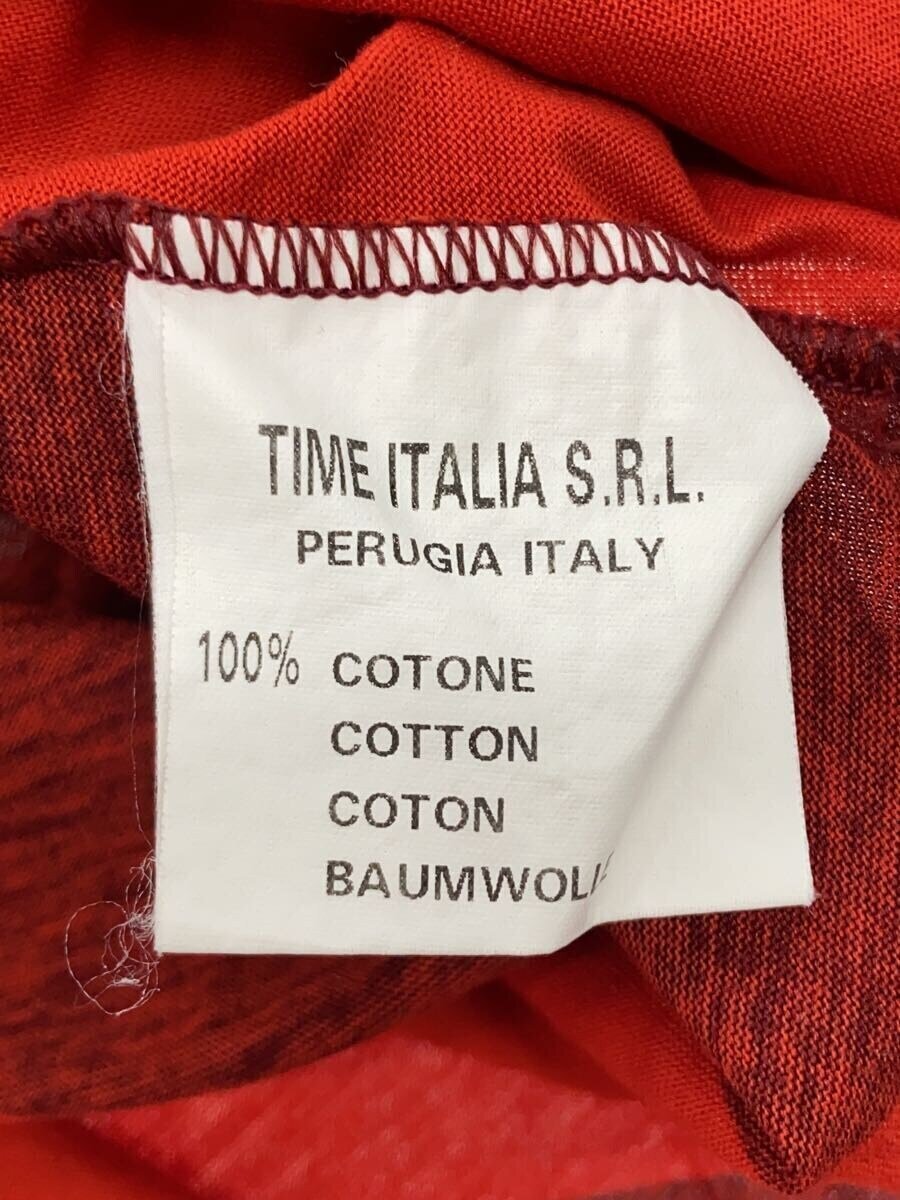 TIME ITALIA S.R.L.
PERUGIA ITALY
100% COTONE
COTTON
COTON
BAUMWOLLE